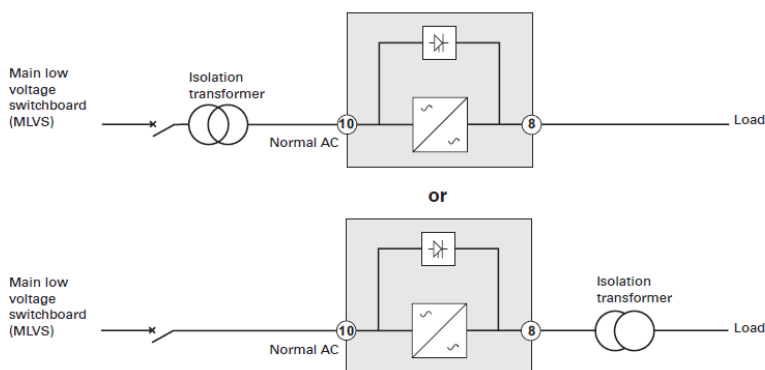 Main low
voltage
switchboard
(MLVS)
Isolation
transformer
Normal AC
10
8
Load
or
Main low
voltage
switchboard
(MLVS)
Normal AC
10
8
Isolation
transformer
Load